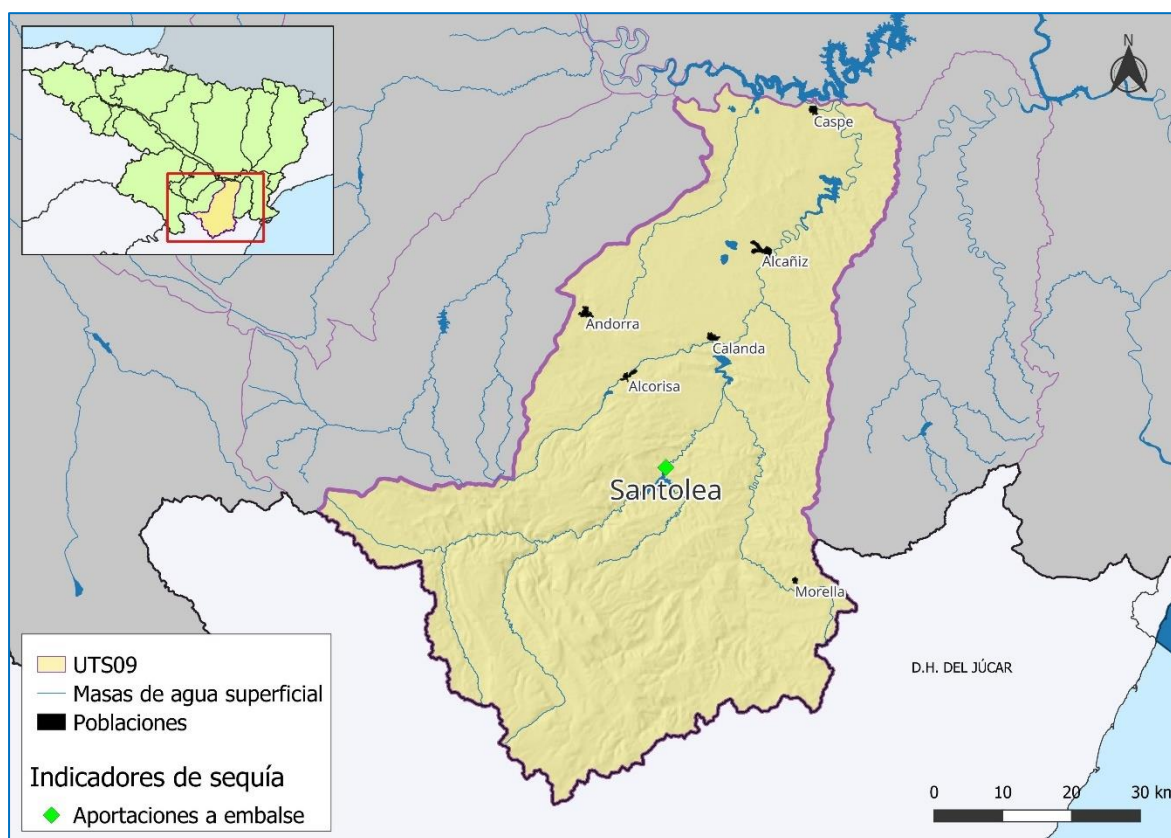 N
Caspe
Alcañiz
Andorra
Calanda
Alcorisa
Santolea
Morella
D.H. DEL JÚCAR
UTS09
Masas de agua superficial
Poblaciones
Indicadores de sequía
Aportaciones a embalse
0 10 20 30 km